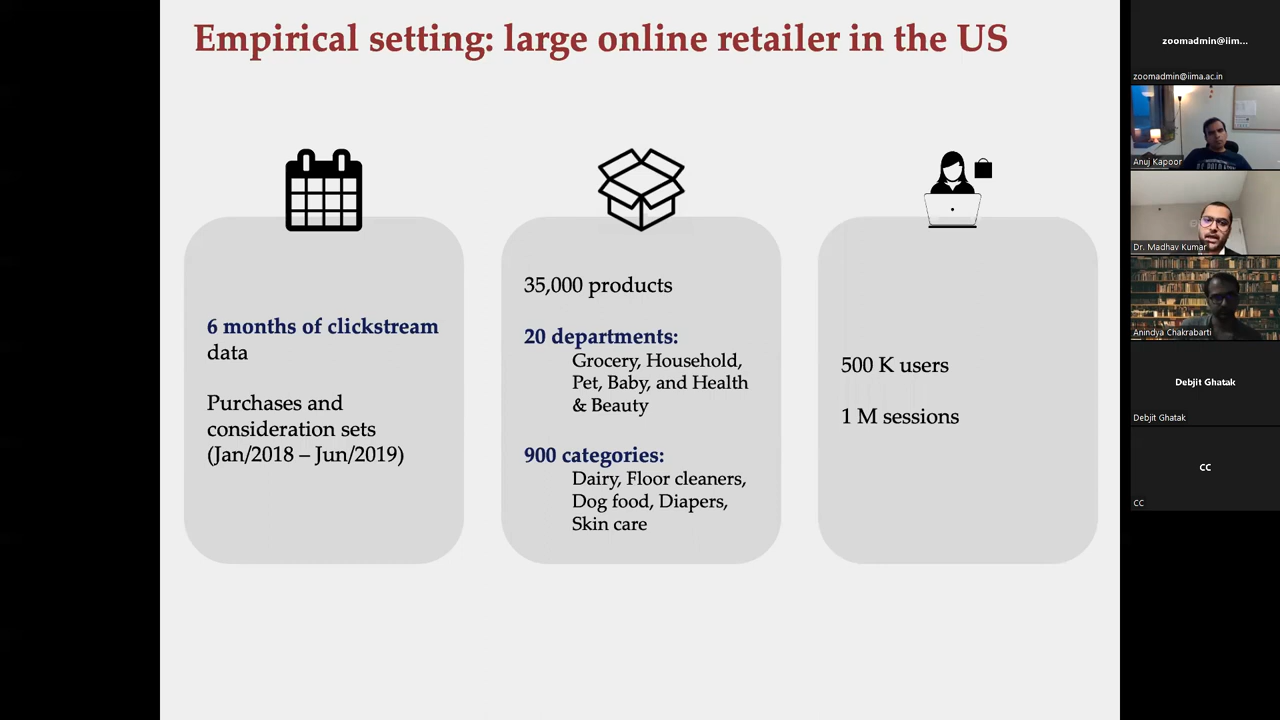 Empirical setting: large online retailer in the US
6 months of clickstream
data
Purchases and
consideration sets
(Jan/2018 – Jun/2019)
35,000 products
20 departments:
Grocery, Household,
Pet, Baby, and Health
& Beauty
900 categories:
Dairy, Floor cleaners,
Dog food, Diapers,
Skin care
500 K users
1 M sessions
zoomadmin@iim...
zoomadmin@iima.ac.in
Anuj Kapoor
Dr. Madhav Kumar
Anindya Chakrabarti
Debjit Ghatak
Debjit Ghatak
CC
CC